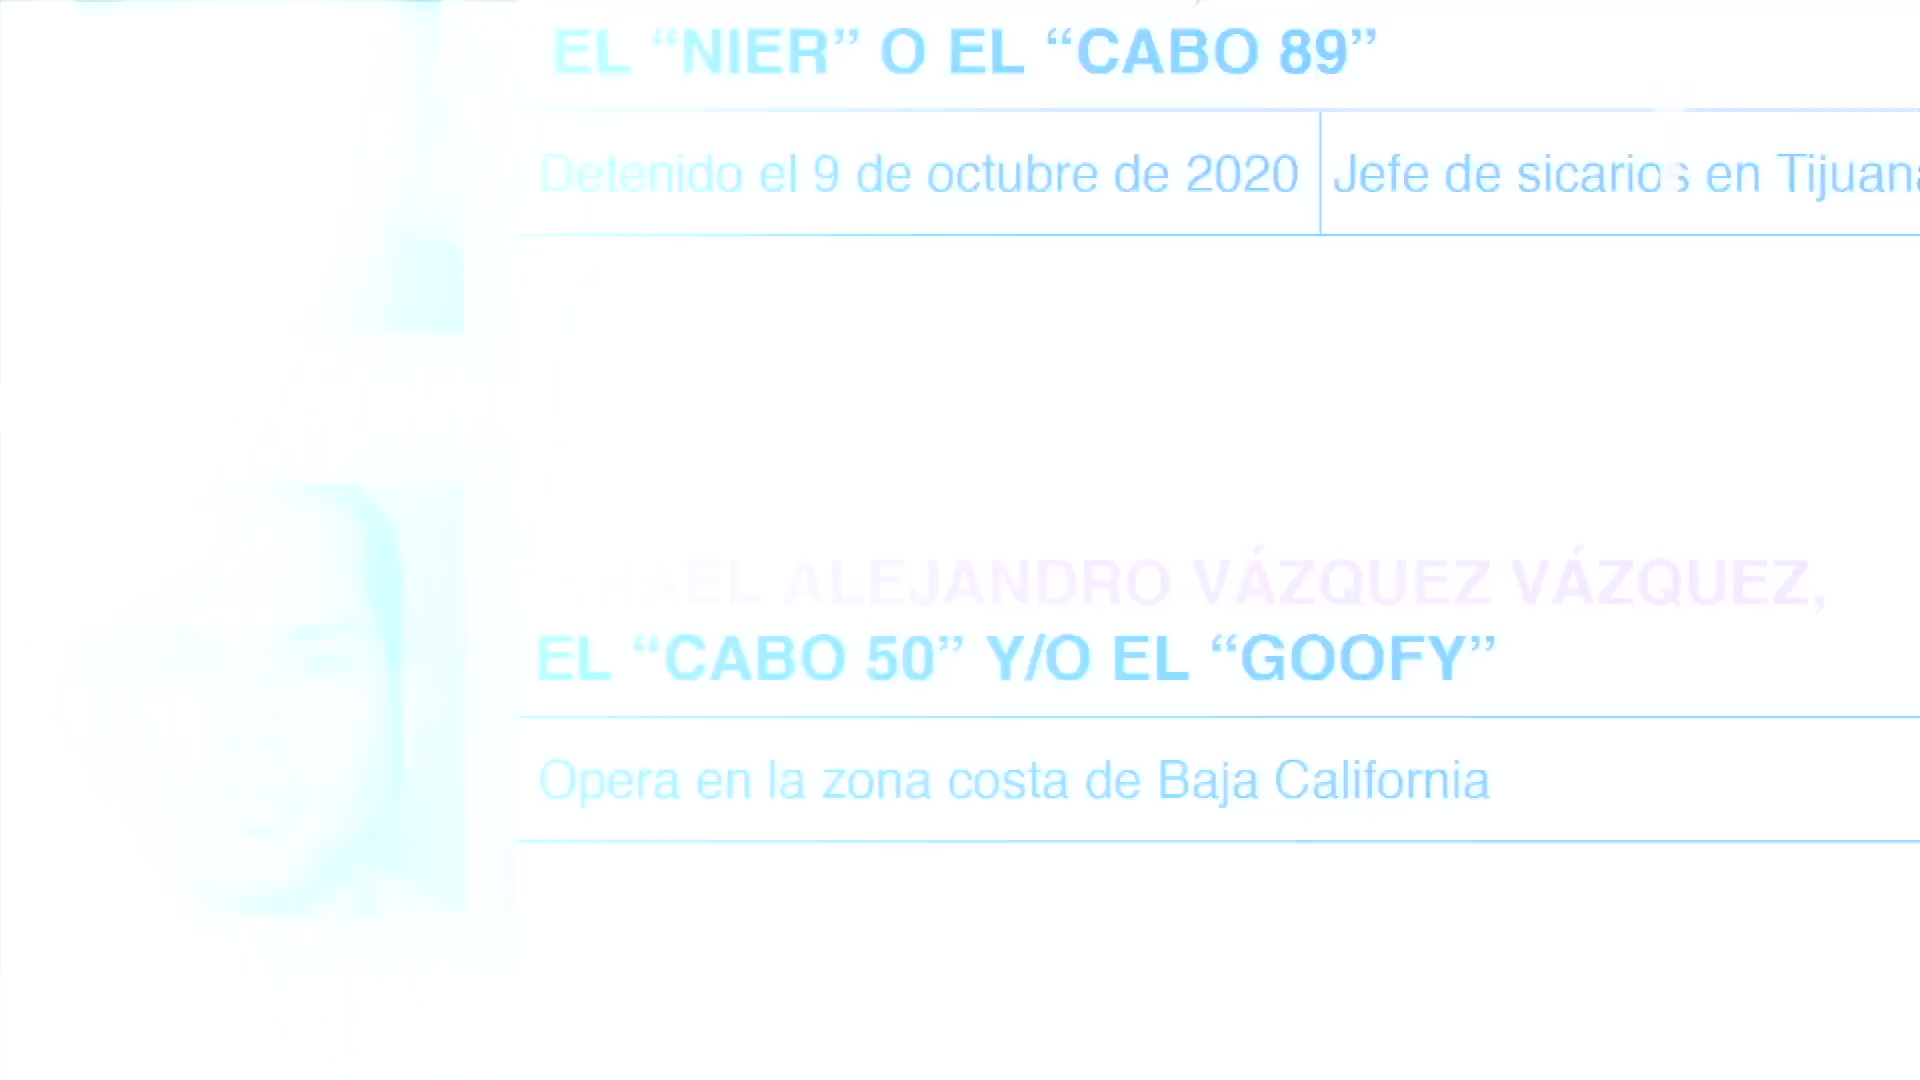 EL “NIER” O EL “CABO 89”
Detenido el 9 de octubre de 2020
Jefe de sicarios en
ALEJANDRO VÁZQUEZ VÁZQUEZ,
EL “CABO 50” Y/O EL “GOOFY”
Opera en la zona costa de Baja California